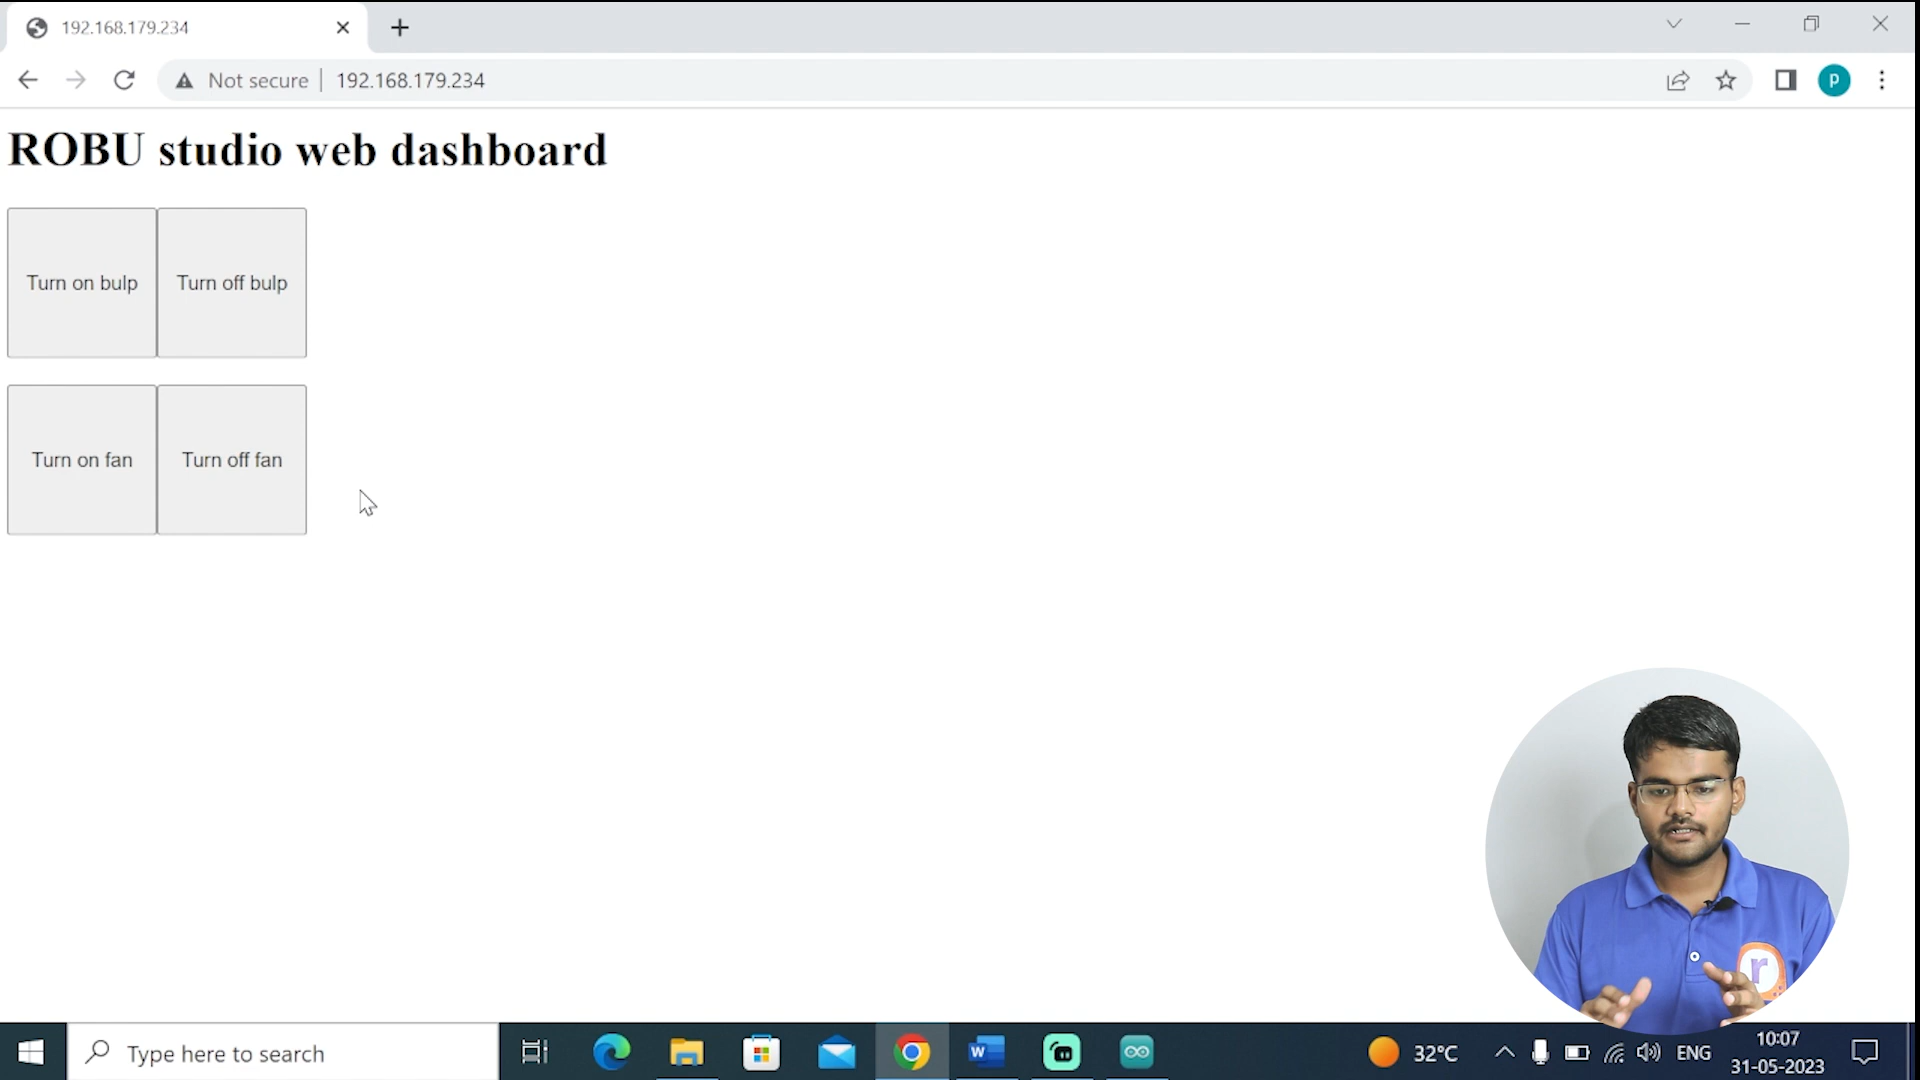 192.168.179.234
Not secure
192.168.179.234
p
ROBU studio web dashboard
Turn on bulp
Turn off bulp
Turn on fan
Turn off fan
r
Type here to search
W
32°C
ENG
10:07
31-05-2023